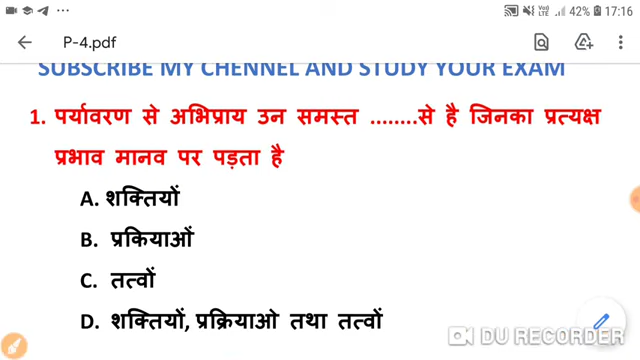 42% 17:16
P-4.pdf
SUBSCRIBE MY CHENNEL AND STUDY YOUR EXAM
1. पर्यावरण से अभिप्राय उन समस्त ........से है जिनका प्रत्यक्ष
प्रभाव मानव पर पड़ता है
A. शक्तियों
B. प्रकियाओं
C. तत्वों
D. शक्तियों, प्रक्रियाओ तथा तत्वों
DU RECORDER